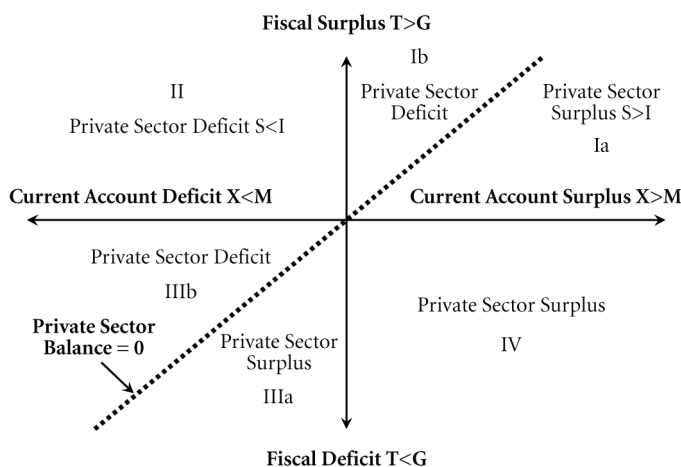 Fiscal Surplus T>G
Ib
II
Private Sector
Deficit
Private Sector
Surplus S>I
Private Sector Deficit S<I
Ia
Current Account Deficit X<M
Current Account Surplus X>M
Private Sector Deficit
IIIb
Private Sector Surplus
Private Sector
Balance = 0
Private Sector
Surplus
IV
IIIa
Fiscal Deficit T<G